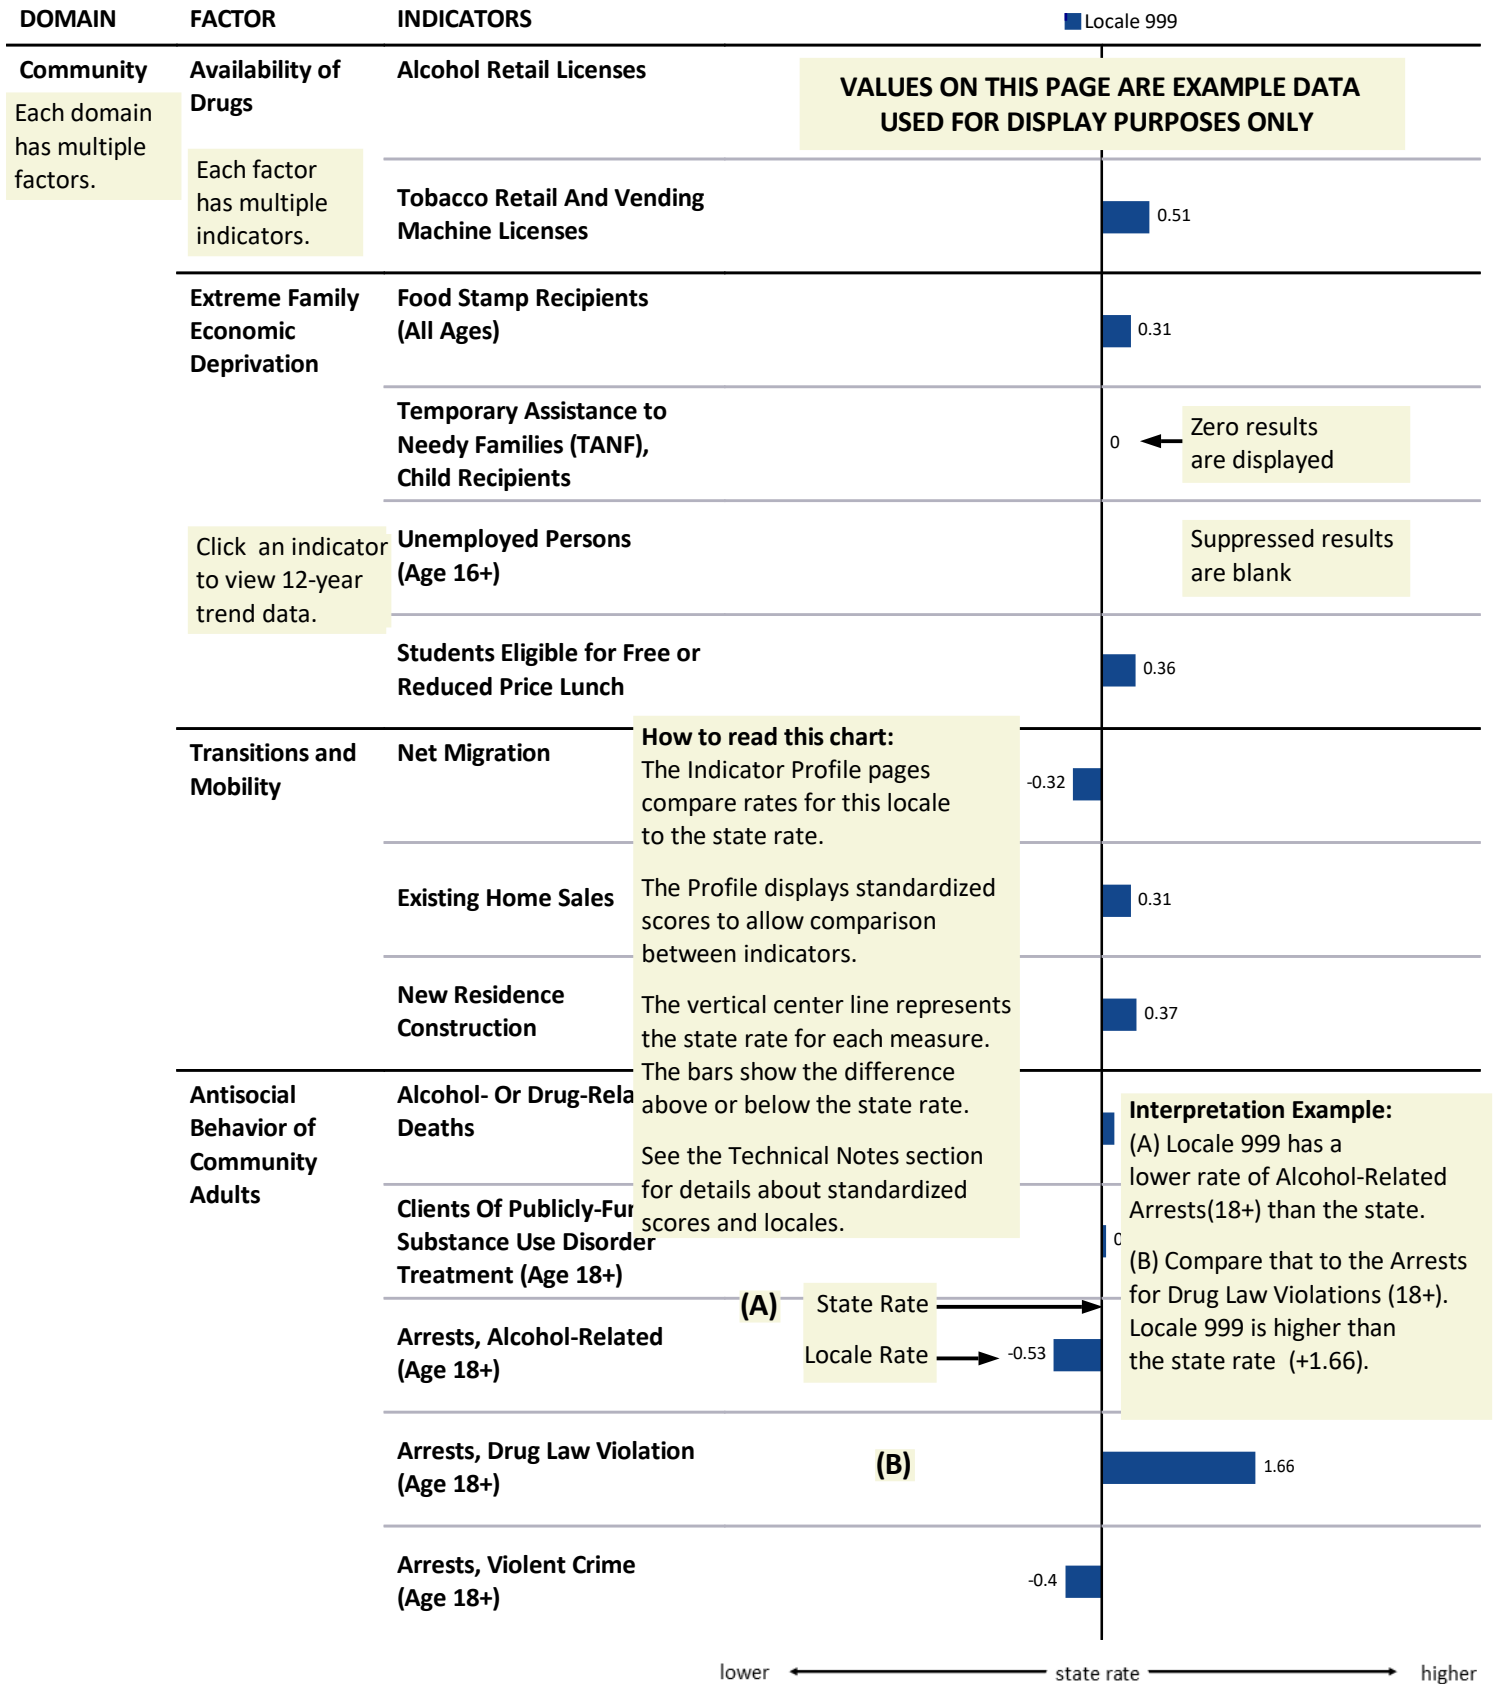 DOMAIN FACTOR INDICATORS Locale 999
Community
Each domain
has multiple
factors.
Availability of
Drugs
Each factor
has multiple
indicators.
Alcohol Retail Licenses
VALUES ON THIS PAGE ARE EXAMPLE DATA
USED FOR DISPLAY PURPOSES ONLY
Tobacco Retail And Vending
Machine Licenses
0.51
Extreme Family
Economic
Deprivation
Food Stamp Recipients
(All Ages)
0.31
Temporary Assistance to
Needy Families (TANF),
Child Recipients
0
Zero results
are displayed
Click an indicator
to view 12-year
trend data.
Unemployed Persons
(Age 16+)
Suppressed results
are blank
Students Eligible for Free or
Reduced Price Lunch
0.36
Transitions and
Mobility
Net Migration
-0.32
How to read this chart:
The Indicator Profile pages
compare rates for this locale
to the state rate.
The Profile displays standardized
scores to allow comparison
between indicators.
The vertical center line represents
the state rate for each measure.
The bars show the difference
above or below the state rate.
See the Technical Notes section
for details about standardized
scores and locales.
Existing Home Sales
0.31
New Residence
Construction
0.37
Antisocial
Behavior of
Community
Adults
Alcohol- Or Drug-Rela
Deaths
Interpretation Example:
(A) Locale 999 has a
lower rate of Alcohol-Related
Arrests(18+) than the state.
(B) Compare that to the Arrests
for Drug Law Violations (18+).
Locale 999 is higher than
the state rate (+1.66).
Clients Of Publicly-Fu
Substance Use Disorder
Treatment (Age 18+)
(A) State Rate
Locale Rate
Arrests, Alcohol-Related
(Age 18+)
-0.53
Arrests, Drug Law Violation
(Age 18+)
(B)
1.66
Arrests, Violent Crime
(Age 18+)
-0.4
lower state rate higher